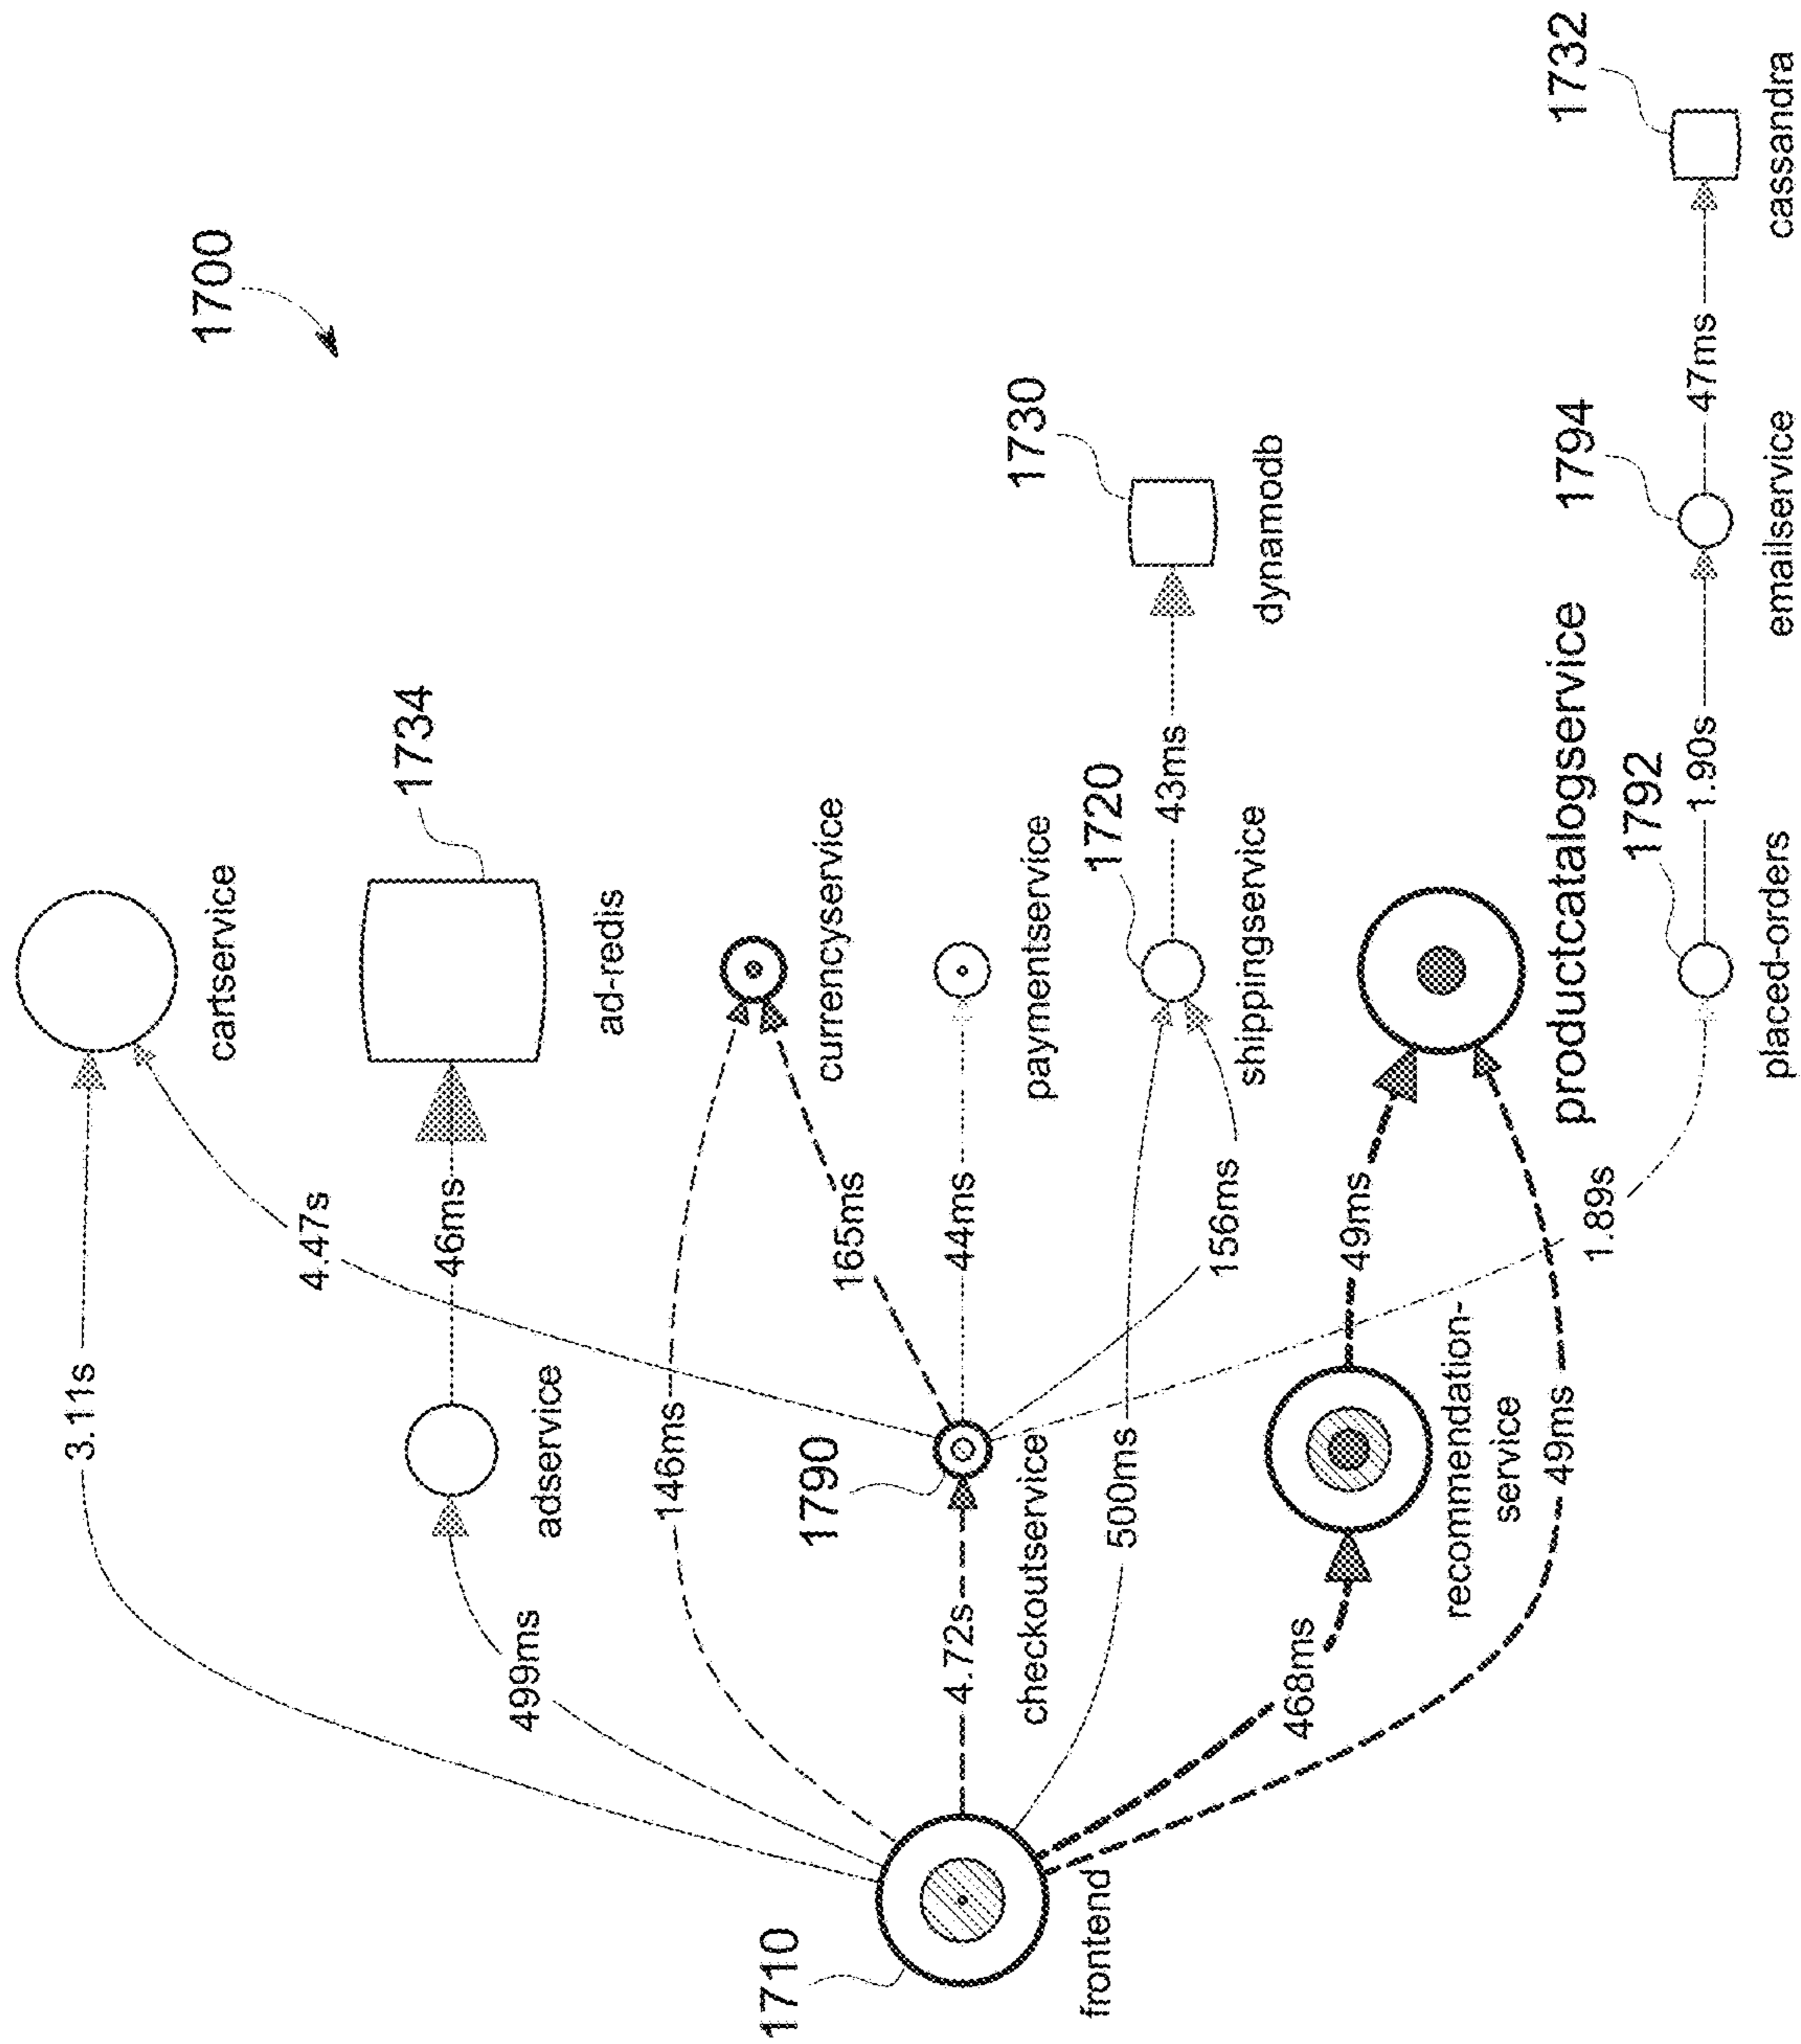 1700
3.11s
cartservice
4.47s
499ms
adservice
46ms
ad-redis
1734
146ms
165ms
currencyservice
1710
frontend
4.72s
1790
checkoutservice
44ms
paymentservice
500ms
156ms
1720
shippingservice
43ms
1730
dynamodb
468ms
recommendation-
service
49ms
49ms
productcatalogservice
1.89s
1792
placed-orders
1.90s
1794
emailservice
47ms
1732
cassandra